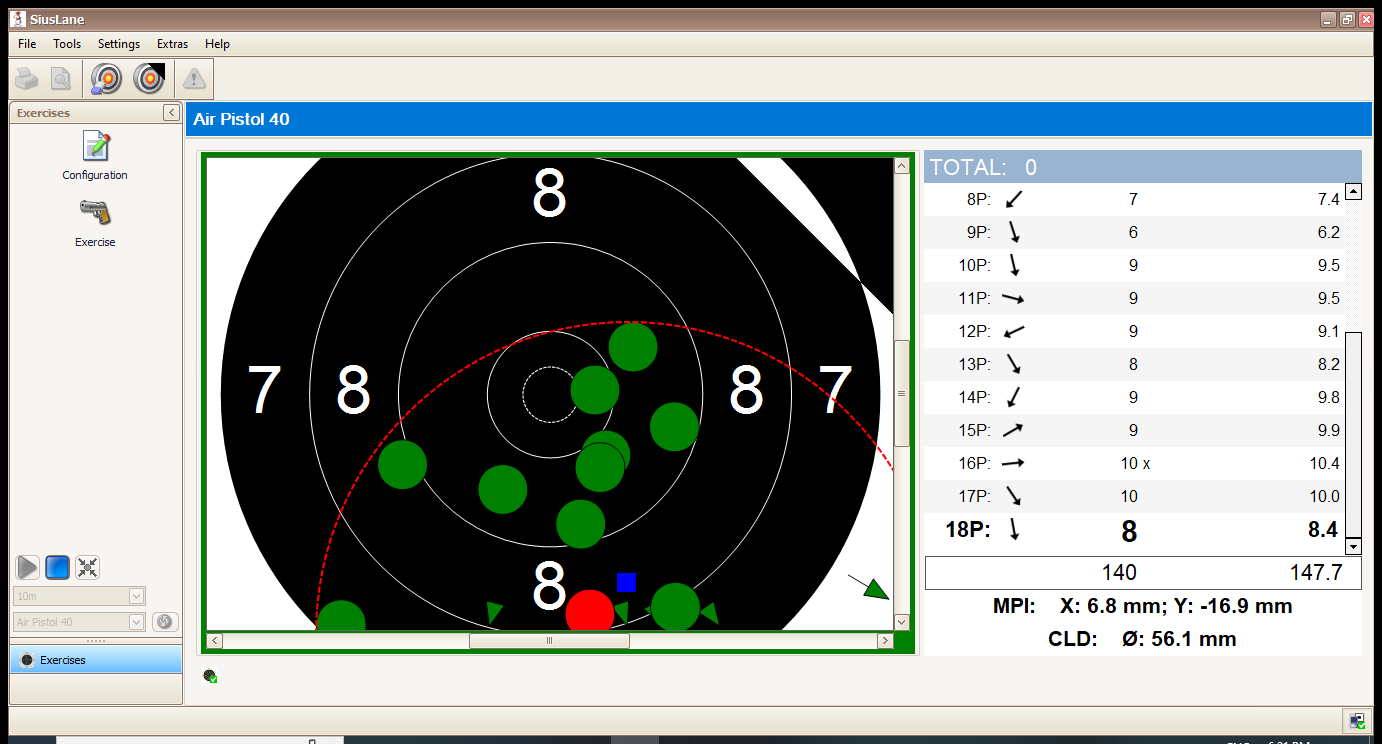 SiusLane
File Tools Settings Extras Help
Exercises
Configuration
Exercise
10m
Air Pistol 40
Exercises
Air Pistol 40
8
7 8 8 7
8
TOTAL: 0
8P: 7 7.4
9P: 6 6.2
10P: 9 9.5
11P: 9 9.5
12P: 9 9.1
13P: 8 8.2
14P: 9 9.8
15P: 9 9.9
16P: 10 x 10.4
17P: 10 10.0
18P: 8 8.4
140 147.7
MPI: X: 6.8 mm; Y: -16.9 mm
CLD: Ø: 56.1 mm